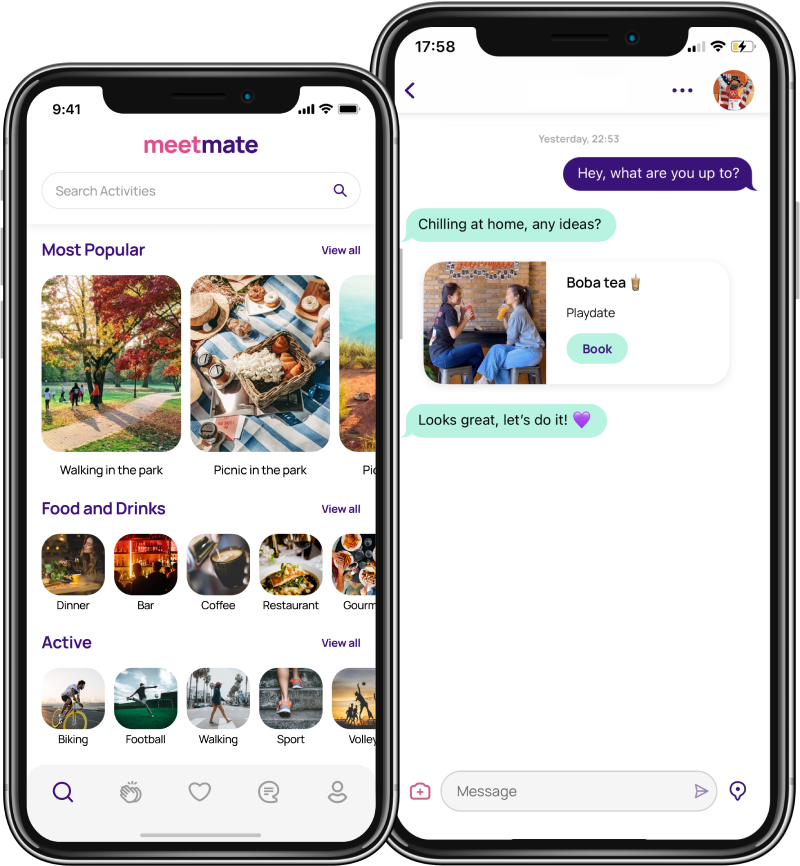 9:41
meetmate
Search Activities
Most Popular
View all
Walking in the park
Picnic in the park
Pic
Food and Drinks
View all
Dinner
Bar
Coffee
Restaurant
Gourm
Active
View all
Biking
Football
Walking
Sport
Volley
17:58
Yesterday, 22:53
Hey, what are you up to?
Chilling at home, any ideas?
Boba tea 🧋
Playdate
Book
Looks great, let's do it! 💜
Message